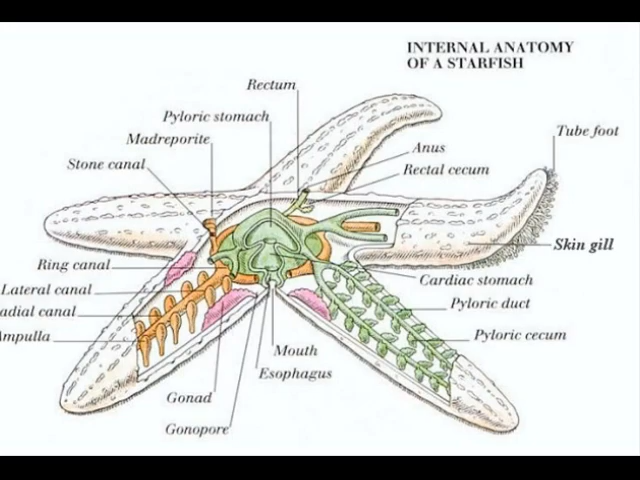 INTERNAL ANATOMY
OF A STARFISH
Rectum
Pyloric stomach
Madreporite
Stone canal
Tube foot
Anus
Rectal cecum
Skin gill
Ring canal
Lateral canal
adial canal
Ampulla
Cardiac stomach
Pyloric duct
Pyloric cecum
Mouth
Esophagus
Gonad
Gonopore